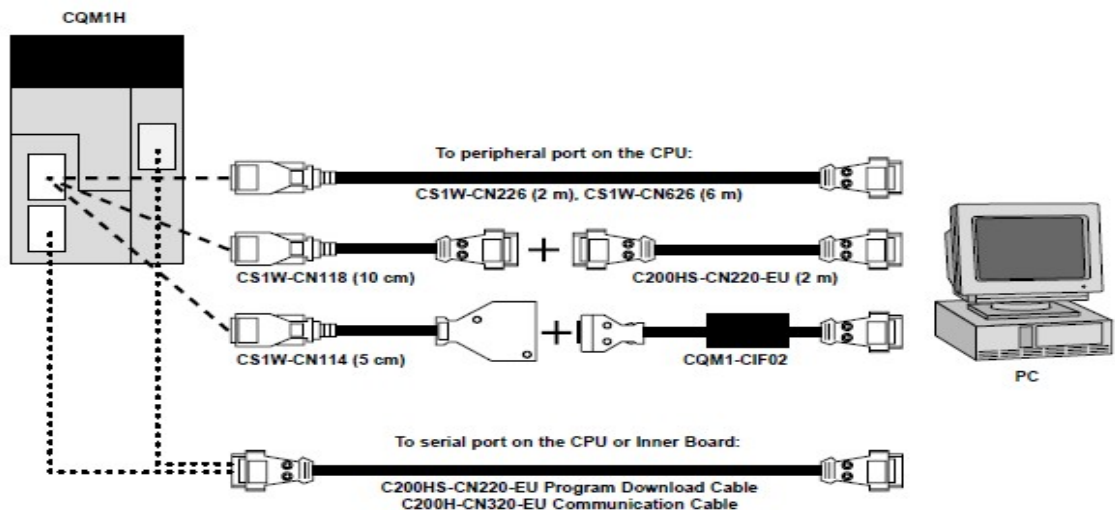 CQM1H
To peripheral port on the CPU:
CS1W-CN226 (2 m), CS1W-CN626 (6 m)
CS1W-CN118 (10 cm)
C200HS-CN220-EU (2 m)
CS1W-CN114 (5 cm)
CQM1-CIF02
PC
To serial port on the CPU or Inner Board:
C200HS-CN220-EU Program Download Cable
C200H-CN320-EU Communication Cable